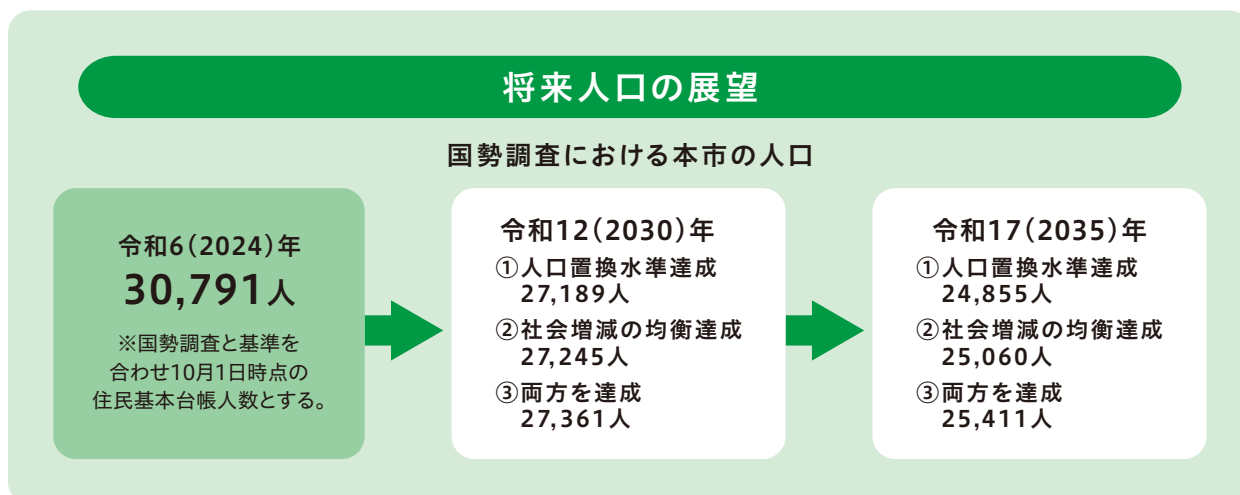 将来人口の展望
国勢調査における本市の人口
令和6(2024)年
30,791人
※国勢調査と基準を
合わせ10月1日時点の
住民基本台帳人数とする。
令和12(2030)年
①人口置換水準達成
27,189人
②社会増減の均衡達成
27,245人
③両方を達成
27,361人
令和17(2035)年
①人口置換水準達成
24,855人
②社会増減の均衡達成
25,060人
③両方を達成
25,411人